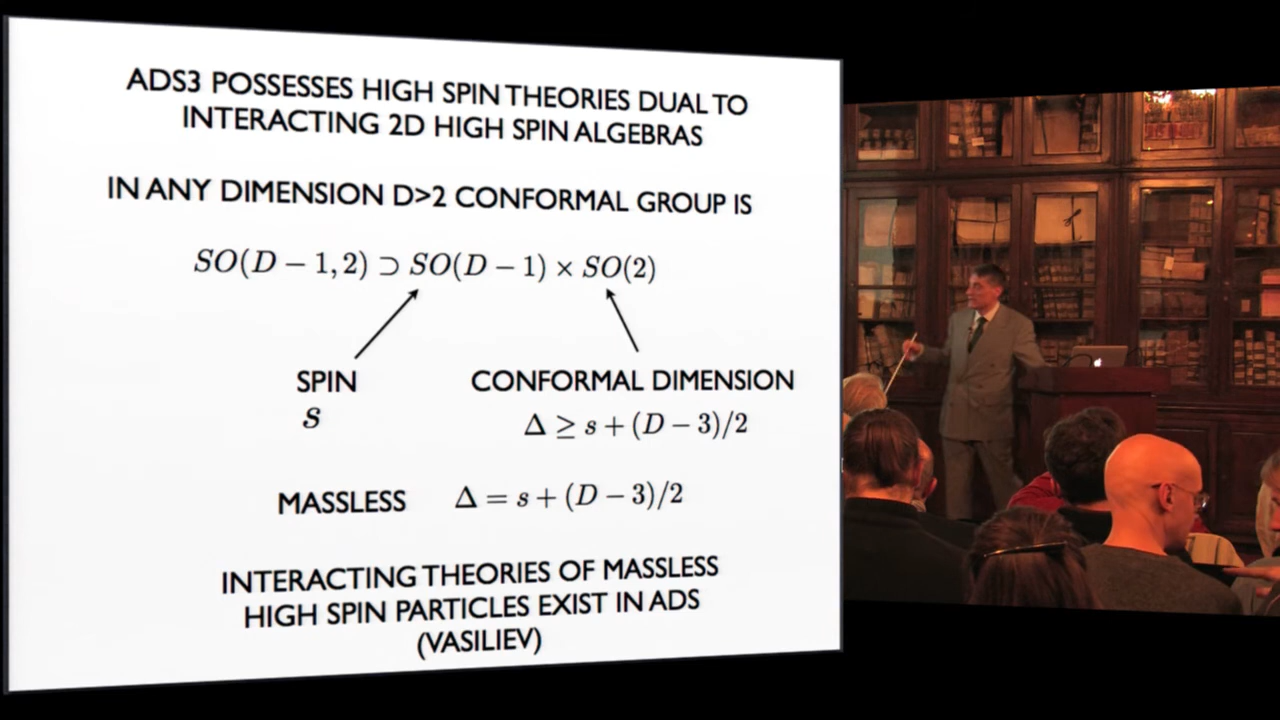 ADS3 POSSESSES HIGH SPIN THEORIES DUAL TO
INTERACTING 2D HIGH SPIN ALGEBRAS
IN ANY DIMENSION D>2 CONFORMAL GROUP IS
SO(D − 1, 2) ⊃ SO(D − 1) × SO(2)
SPIN
s
CONFORMAL DIMENSION
Δ ≥ s + (D − 3)/2
MASSLESS Δ = s + (D − 3)/2
INTERACTING THEORIES OF MASSLESS
HIGH SPIN PARTICLES EXIST IN ADS
(VASILIEV)